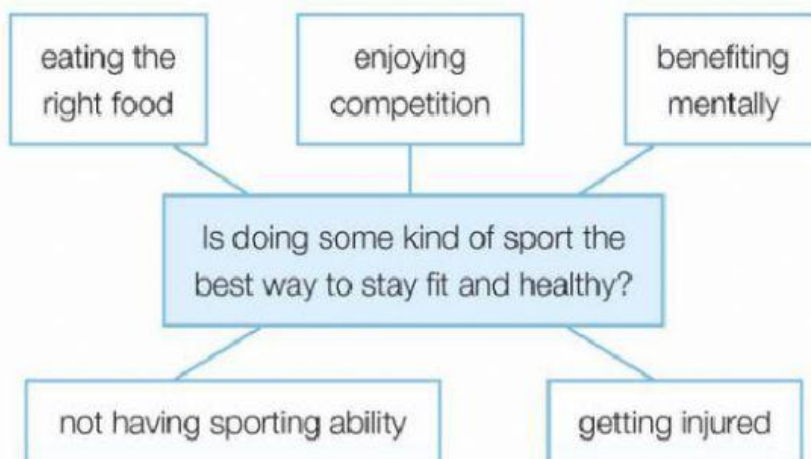 eating the
right food
enjoying
competition
benefiting
mentally
Is doing some kind of sport the
best way to stay fit and healthy?
not having sporting ability
getting injured